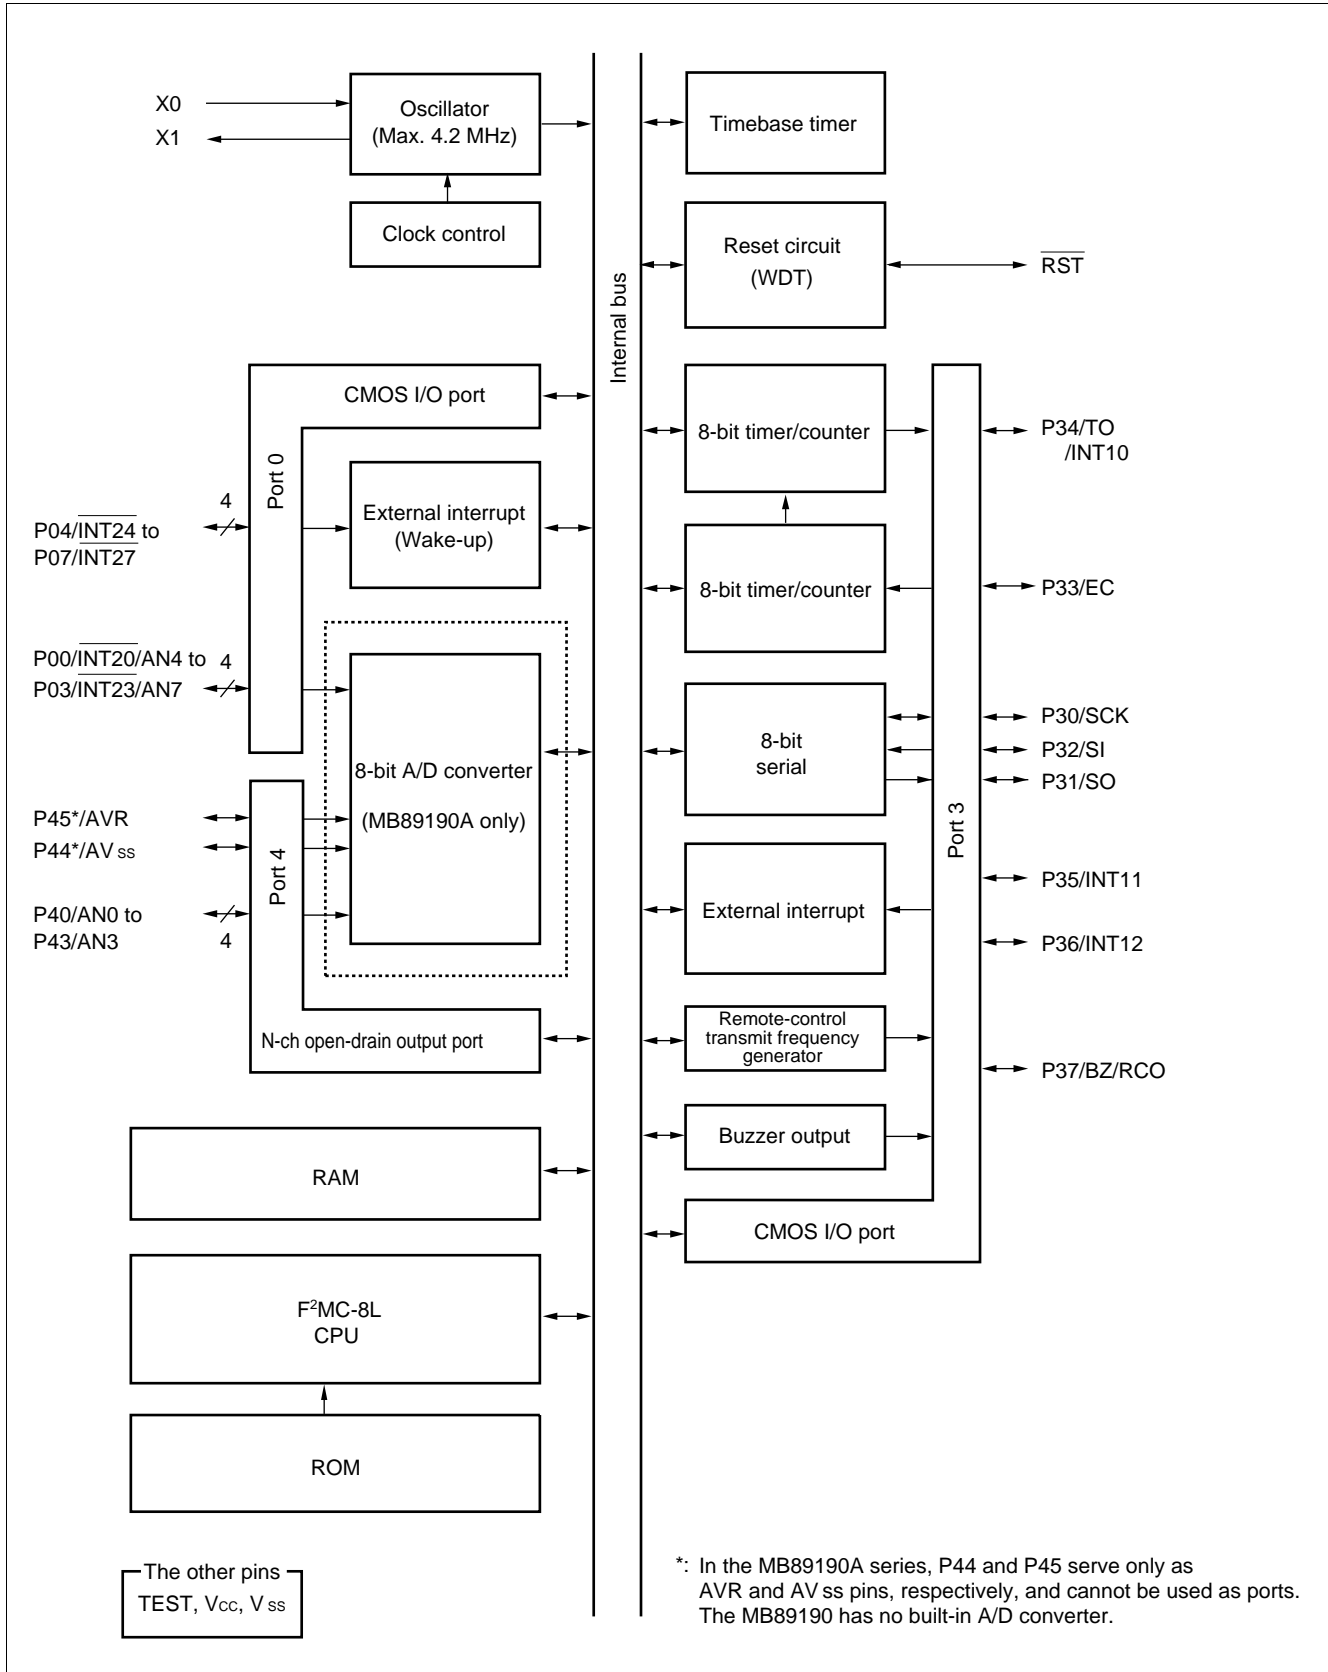 X0
X1
Oscillator
(Max. 4.2 MHz)
Clock control
Timebase timer
Reset circuit
(WDT)
RST
Internal bus
CMOS I/O port
Port 0
External interrupt
(Wake-up)
4
P04/INT24 to
P07/INT27
P00/INT20/AN4 to
4
P03/INT23/AN7
8-bit A/D converter
(MB89190A only)
P45*/AVR
P44*/AV ss
Port 4
P40/AN0 to
P43/AN3
4
N-ch open-drain output port
8-bit timer/counter
P34/TO
/INT10
8-bit timer/counter
P33/EC
8-bit
serial
P30/SCK
P32/SI
P31/SO
Port 3
External interrupt
P35/INT11
P36/INT12
Remote-control
transmit frequency
generator
P37/BZ/RCO
Buzzer output
CMOS I/O port
RAM
F²MC-8L
CPU
ROM
The other pins
TEST, Vcc, V ss
*: In the MB89190A series, P44 and P45 serve only as
AVR and AV ss pins, respectively, and cannot be used as ports.
The MB89190 has no built-in A/D converter.